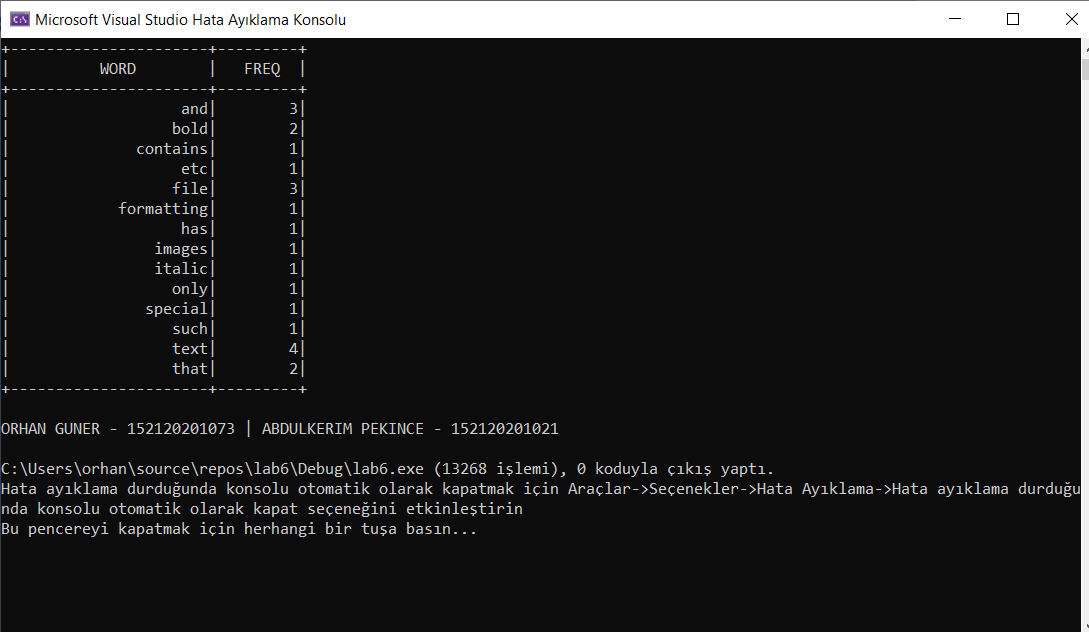 Microsoft Visual Studio Hata Ayıklama Konsolu
+----------------------+---------+
|          WORD        |   FREQ  |
+----------------------+---------+
|                   and|        3|
|                  bold|        2|
|              contains|        1|
|                   etc|        1|
|                  file|        3|
|            formatting|        1|
|                   has|        1|
|                images|        1|
|                italic|        1|
|                  only|        1|
|               special|        1|
|                  such|        1|
|                  text|        4|
|                  that|        2|
+----------------------+---------+
ORHAN GUNER - 152120201073 | ABDULKERIM PEKINCE - 152120201021
C:\Users\orhan\source\repos\lab6\Debug\lab6.exe (13268 işlemi), 0 koduyla çıkış yaptı.
Hata ayıklama durduğunda konsolu otomatik olarak kapatmak için Araçlar->Seçenekler->Hata Ayıklama->Hata ayıklama durduğu
nda konsolu otomatik olarak kapat seçeneğini etkinleştirin
Bu pencereyi kapatmak için herhangi bir tuşa basın...